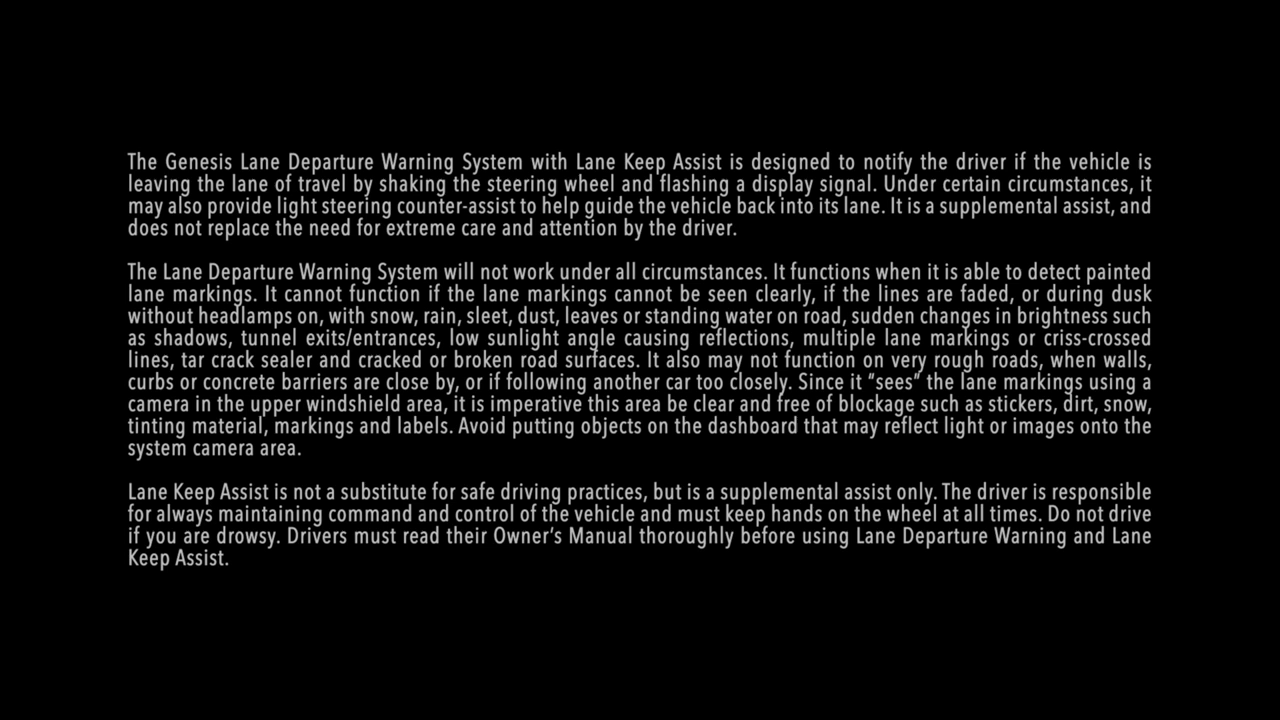 The Genesis Lane Departure Warning System with Lane Keep Assist is designed to notify the driver if the vehicle is
leaving the lane of travel by shaking the steering wheel and flashing a display signal. Under certain circumstances, it
may also provide light steering counter-assist to help guide the vehicle back into its lane. It is a supplemental assist, and
does not replace the need for extreme care and attention by the driver.
The Lane Departure Warning System will not work under all circumstances. It functions when it is able to detect painted
lane markings. It cannot function if the lane markings cannot be seen clearly, if the lines are faded, or during dusk
without headlamps on, with snow, rain, sleet, dust, leaves or standing water on road, sudden changes in brightness such
as shadows, tunnel exits/entrances, low sunlight angle causing reflections, multiple lane markings or criss-crossed
lines, tar crack sealer and cracked or broken road surfaces. It also may not function on very rough roads, when walls,
curbs or concrete barriers are close by, or if following another car too closely. Since it “sees” the lane markings using a
camera in the upper windshield area, it is imperative this area be clear and free of blockage such as stickers, dirt, snow,
tinting material, markings and labels. Avoid putting objects on the dashboard that may reflect light or images onto the
system camera area.
Lane Keep Assist is not a substitute for safe driving practices, but is a supplemental assist only. The driver is responsible
for always maintaining command and control of the vehicle and must keep hands on the wheel at all times. Do not drive
if you are drowsy. Drivers must read their Owner’s Manual thoroughly before using Lane Departure Warning and Lane
Keep Assist.